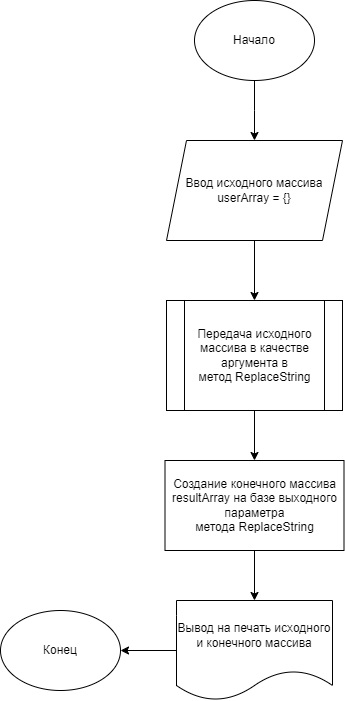 Начало
Ввод исходного массива
userArray = {}
Передача исходного
массива в качестве
аргумента в
метод ReplaceString
Создание конечного массива
resultArray на базе выходного
параметра
метода ReplaceString
Вывод на печать исходного
и конечного массива
Конец